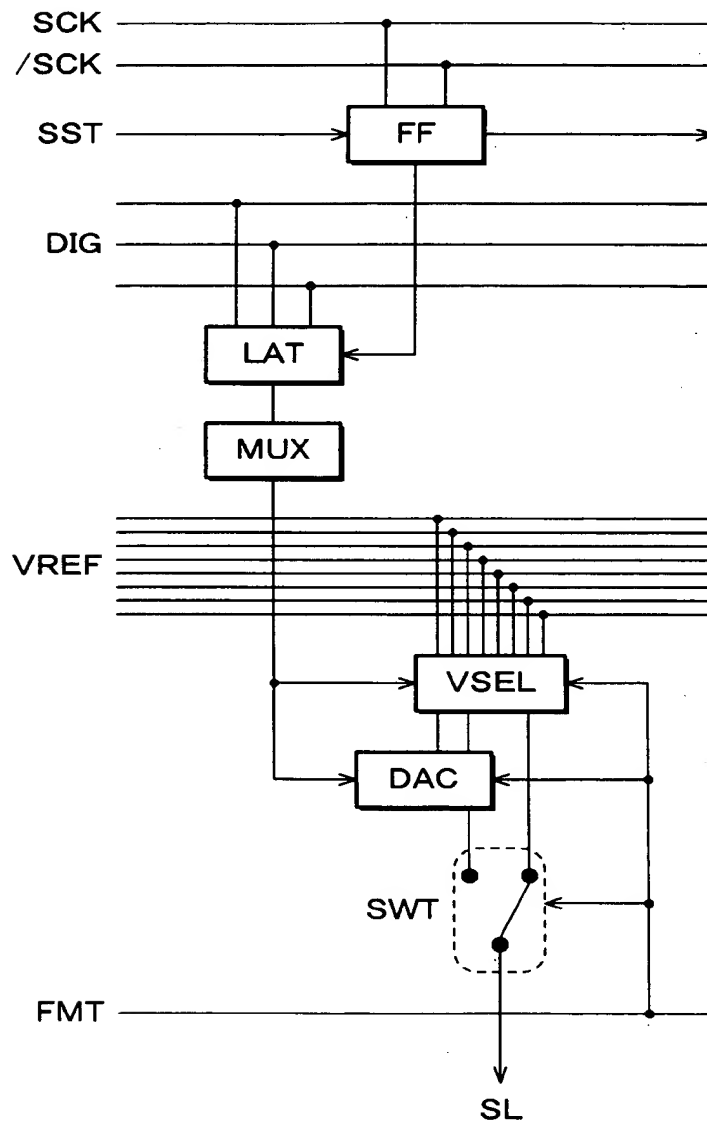 SCK
/SCK
SST
FF
DIG
LAT
MUX
VREF
VSEL
DAC
SWT
FMT
SL